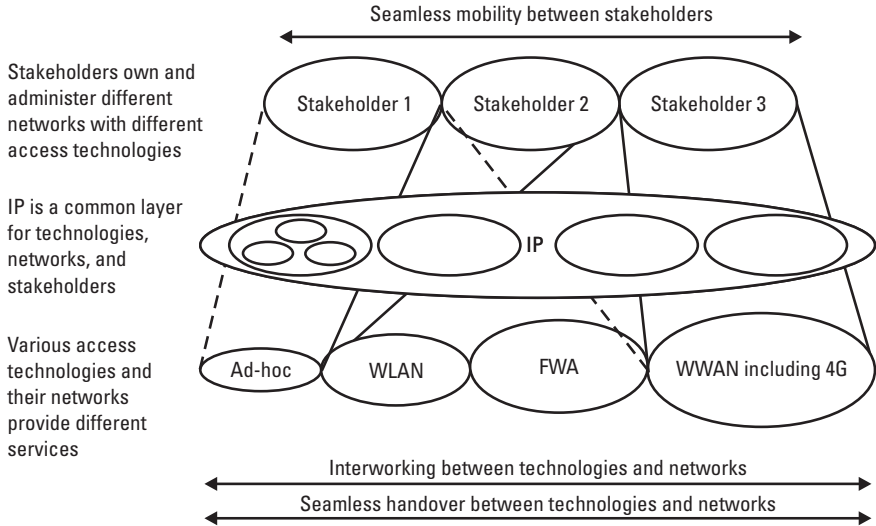 Seamless mobility between stakeholders
Stakeholders own and
administer different
networks with different
access technologies
Stakeholder 1
Stakeholder 2
Stakeholder 3
IP is a common layer
for technologies,
networks, and
stakeholders
IP
Various access
technologies and
their networks
provide different
services
Ad-hoc
WLAN
FWA
WWAN including 4G
Interworking between technologies and networks
Seamless handover between technologies and networks